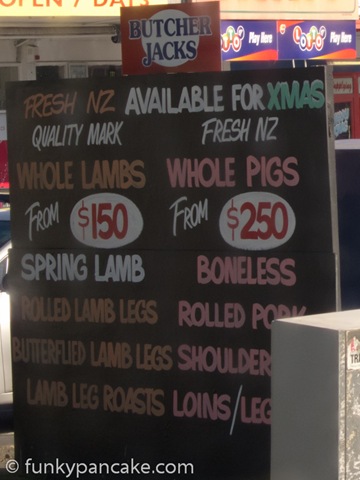 OPEN 7 DAYS
BUTCHER
JACKS
Lotto Play Here
Lotto Play Here
FRESH NZ AVAILABLE FOR XMAS
QUALITY MARK
FRESH NZ
WHOLE LAMBS
WHOLE PIGS
FROM $150
FROM $250
SPRING LAMB
BONELESS
ROLLED LAMB LEGS
ROLLED PORK
BUTTERFLIED LAMB LEGS
SHOULDER
LAMB LEG ROASTS
LOINS/LEG
© funkypancake.com